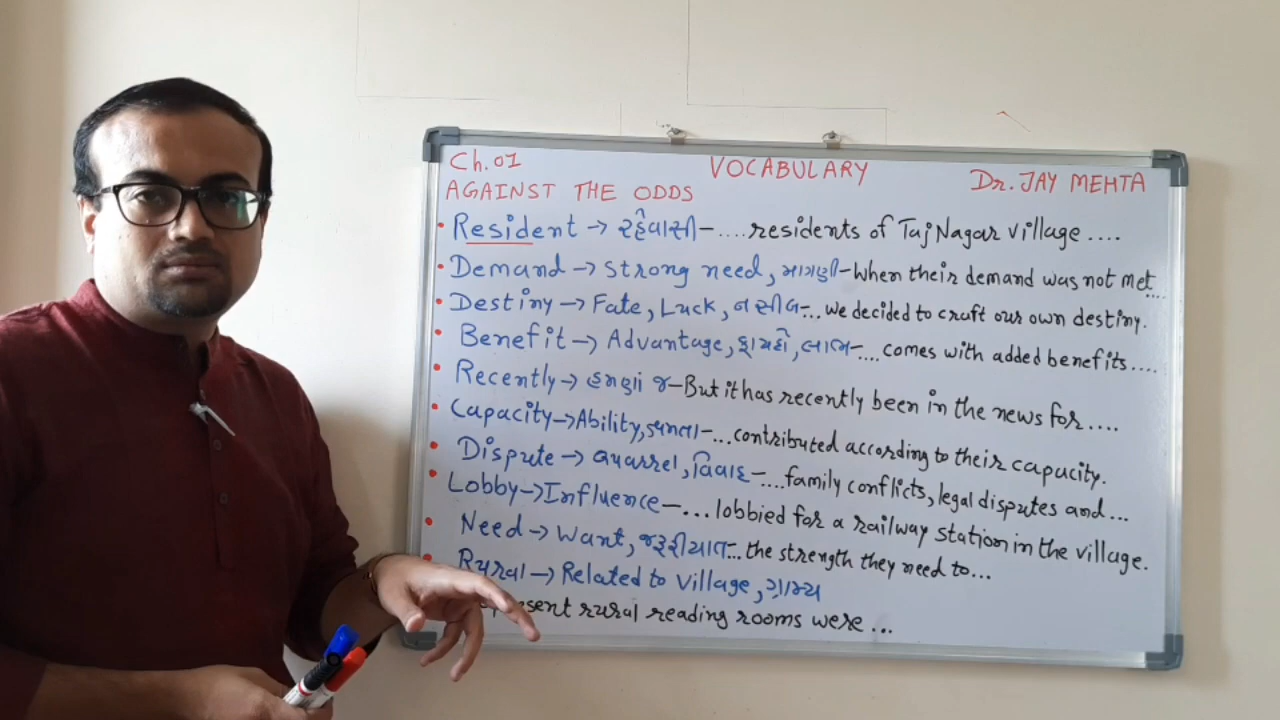 Ch.01 VOCABULARY Dr. JAY MEHTA
AGAINST THE ODDS
• Resident → રહેવાસી - ....residents of Taj Nagar village ....
• Demand → strong need, માગણી - When their demand was not met....
• Destiny → Fate, Luck, નસીબ - ... we decided to craft our own destiny.
• Benefit → Advantage, ફાયદો, લાભ - .... comes with added benefits....
• Recently → હમણાં જ - But it has recently been in the news for....
• Capacity → Ability, ક્ષમતા - ...contributed according to their capacity.
• Dispute → Quarrel, વિવાદ - ....family conflicts, legal disputes and...
• Lobby → Influence - ... lobbied for a railway station in the village.
• Need → Want, જરૂરીયાત - ...the strength they need to...
• Rural → Related to village, ગ્રામ્ય
present rural reading rooms were ...